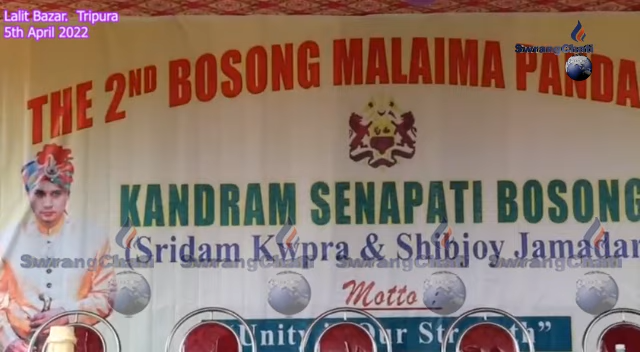 Lalit Bazar. Tripura
5th April 2022
SwrangChati
THE 2ND BOSONG MALAIMA PANDA
KANDRAM SENAPATI BOSONG
(Sridam Kwpra & Shibjoy Jamadar
SwrangChati SwrangChati SwrangChati SwrangChati
Motto :
"Unity is Our Strength"